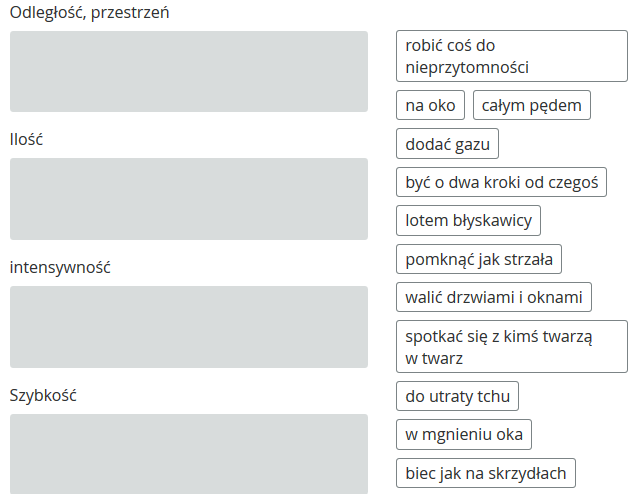 Odległość, przestrzeń
Ilość
intensywność
Szybkość
robić coś do
nieprzytomności
na oko
całym pędem
dodać gazu
być o dwa kroki od czegoś
lotem błyskawicy
pomknąć jak strzała
walić drzwiami i oknami
spotkać się z kimś twarzą
w twarz
do utraty tchu
w mgnieniu oka
biec jak na skrzydłach